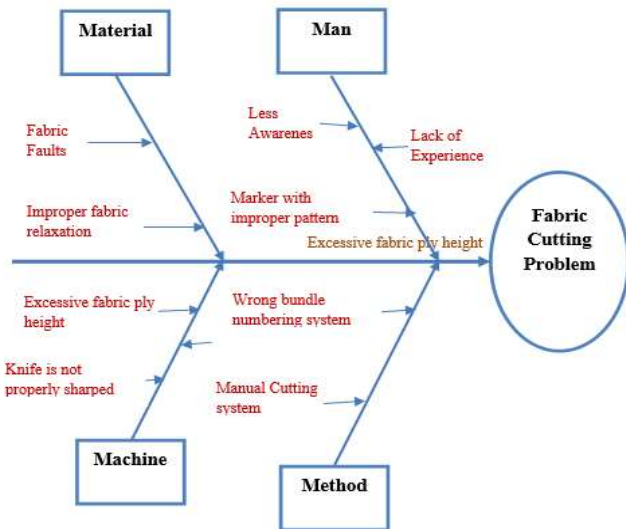 Material
Man
Less
Awarenes
Lack of
Experience
Fabric
Faults
Marker with
improper pattern
Improper fabric
relaxation
Excessive fabric ply height
Fabric
Cutting
Problem
Excessive fabric ply
height
Wrong bundle
numbering system
Knife is not
properly sharped
Manual Cutting
system
Machine
Method